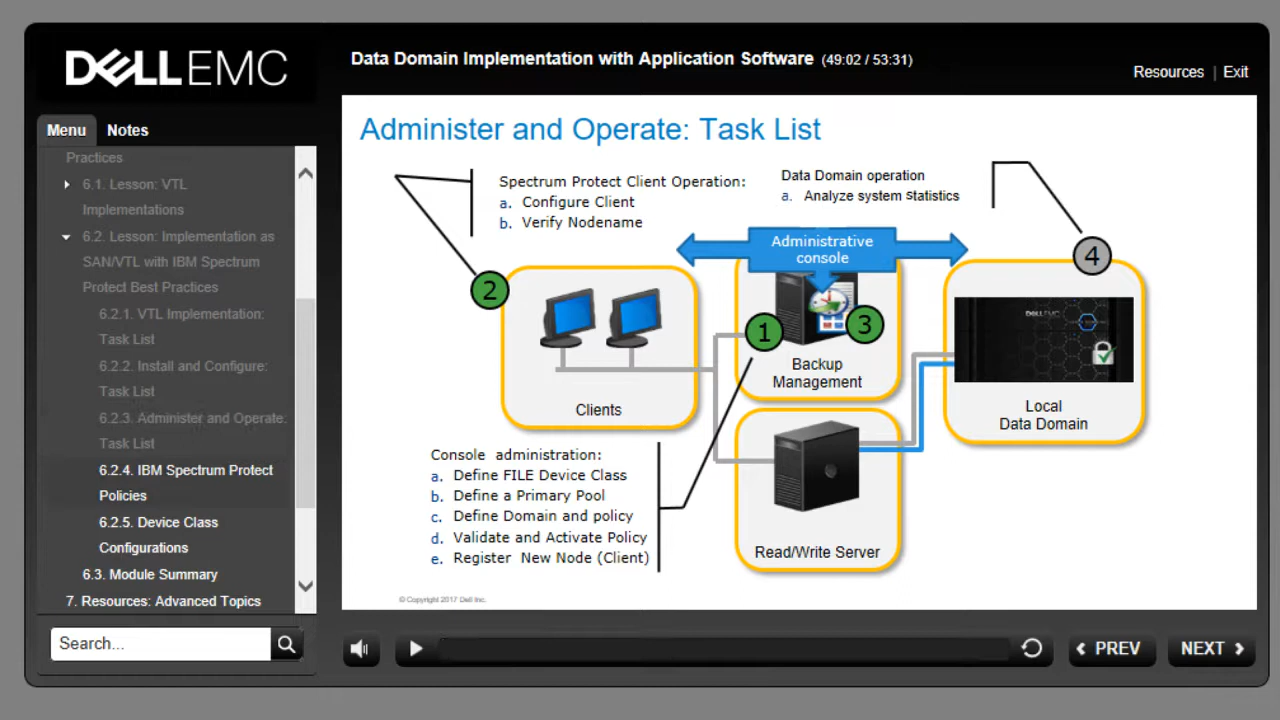 DELLEMC
Data Domain Implementation with Application Software (49:02 / 53:31)
Resources | Exit
Menu
Notes
Practices
6.1. Lesson: VTL
Implementations
6.2. Lesson: Implementation as
SAN/VTL with IBM Spectrum
Protect Best Practices
6.2.1. VTL Implementation:
Task List
6.2.2. Install and Configure:
Task List
6.2.3. Administer and Operate:
Task List
6.2.4. IBM Spectrum Protect
Policies
6.2.5. Device Class
Configurations
6.3. Module Summary
7. Resources: Advanced Topics
Search...
Administer and Operate: Task List
Spectrum Protect Client Operation:
a. Configure Client
b. Verify Nodename
Data Domain operation
a. Analyze system Statistics
Administrative
console
4
2
1
3
Clients
Backup
Management
DELLEMC
Local
Data Domain
Console administration:
a. Define FILE Device Class
b. Define a Primary Pool
c. Define Domain and policy
d. Validate and Activate Policy
e. Register New Node (Client)
Read/Write Server
© Copyright 2017 Dell Inc.
PREV
NEXT